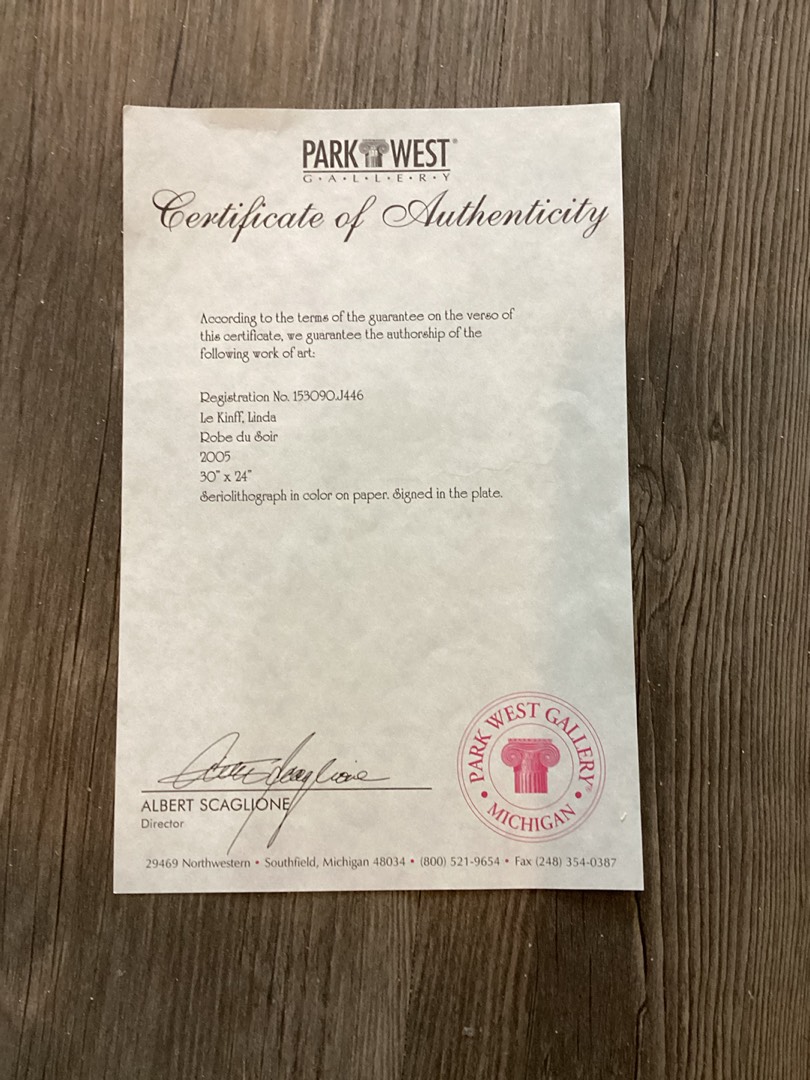 PARK WEST®
G·A·L·L·E·R·Y
Certificate of Authenticity
According to the terms of the guarantee on the verso of
this certificate, we guarantee the authorship of the
following work of art:
Registration No. 153090.J446
Le Kinff, Linda
Robe du Soir
2005
30" x 24"
Seriolithograph in color on paper. Signed in the plate.
PARK WEST GALLERY®
• MICHIGAN •
ALBERT SCAGLIONE
Director
29469 Northwestern • Southfield, Michigan 48034 • (800) 521-9654 • Fax (248) 354-0387